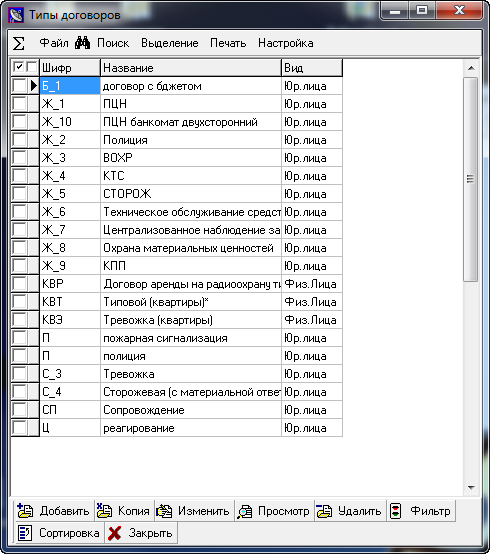 Типы договоров
Σ Файл Поиск Выделение Печать Настройка
Шифр Название Вид
Б_1 договор с бджетом Юр.лица
Ж_1 ПЦН Юр.лица
Ж_10 ПЦН банкомат двухсторонний Юр.лица
Ж_2 Полиция Юр.лица
Ж_3 ВОХР Юр.лица
Ж_4 КТС Юр.лица
Ж_5 СТОРОЖ Юр.лица
Ж_6 Техническое обслуживание средст Юр.лица
Ж_7 Централизованное наблюдение за Юр.лица
Ж_8 Охрана материальных ценностей Юр.лица
Ж_9 КПП Юр.лица
КВР Договор аренды на радиоохрану ти Физ.Лица
КВТ Типовой (квартиры)* Физ.Лица
КВЭ Тревожка (квартиры) Физ.Лица
П пожарная сигнализация Юр.лица
П полиция Юр.лица
С_3 Тревожка Юр.лица
С_4 Сторожевая (с материальной отве Юр.лица
СП Сопровождение Юр.лица
Ц реагирование Юр.лица
Добавить Копия Изменить Просмотр Удалить Фильтр
Сортировка Закрыть